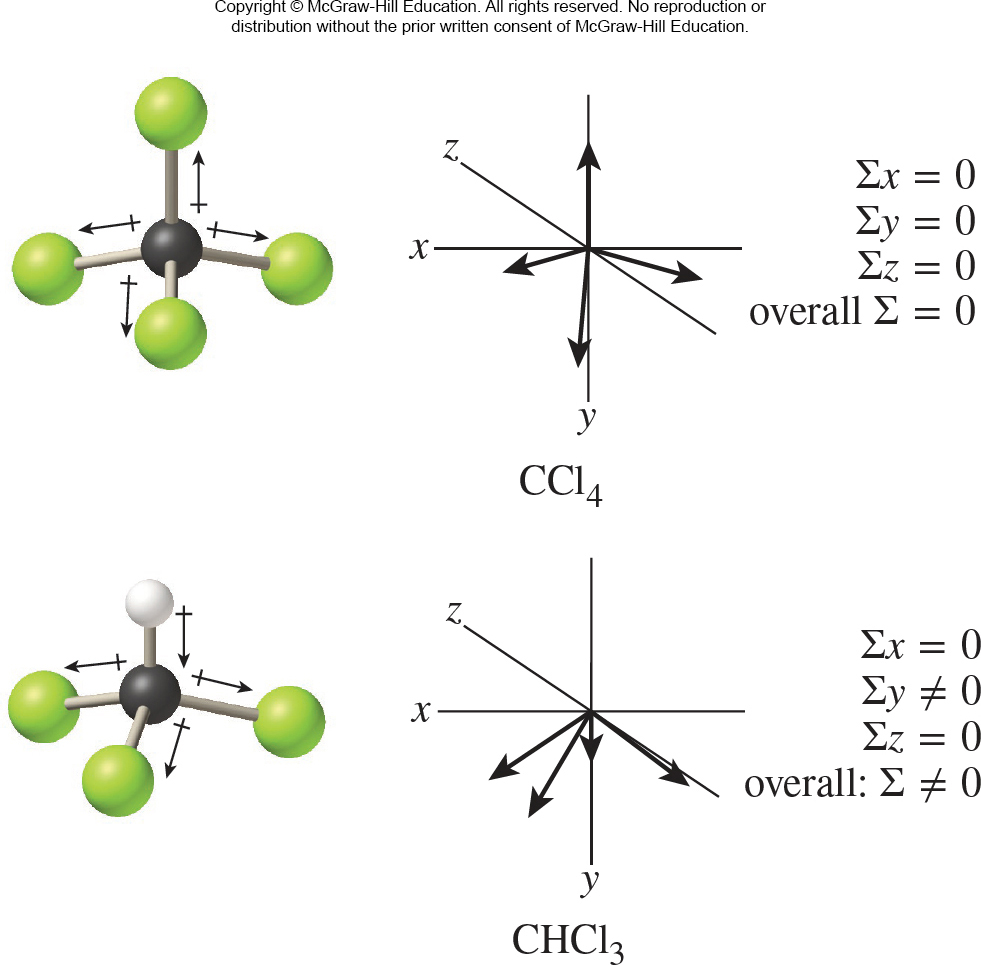 Copyright © McGraw-Hill Education. All rights reserved. No reproduction or
distribution without the prior written consent of McGraw-Hill Education.
z
x
y
Σx = 0
Σy = 0
Σz = 0
overall Σ = 0
CCl₄
z
x
y
Σx = 0
Σy ≠ 0
Σz = 0
overall: Σ ≠ 0
CHCl₃